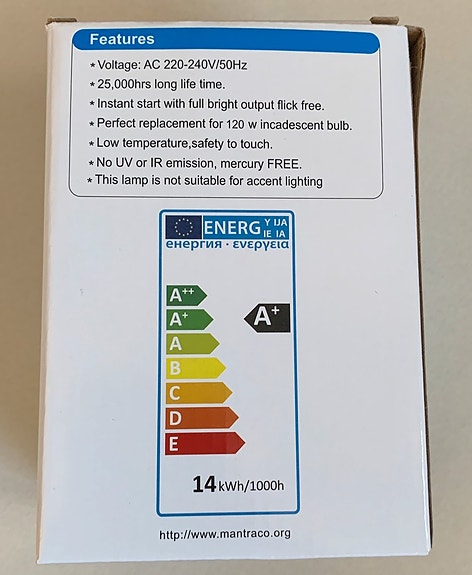 Features
* Voltage: AC 220-240V/50Hz
* 25,000hrs long life time.
* Instant start with full bright output flick free.
* Perfect replacement for 120 w incadescent bulb.
* Low temperature,safety to touch.
* No UV or IR emission, mercury FREE.
* This lamp is not suitable for accent lighting
ENERG Y IJA
IE IA
енергия · ενεργεια
A++
A+
A+
A
B
C
D
E
14 kWh/1000h
http://www.mantraco.org